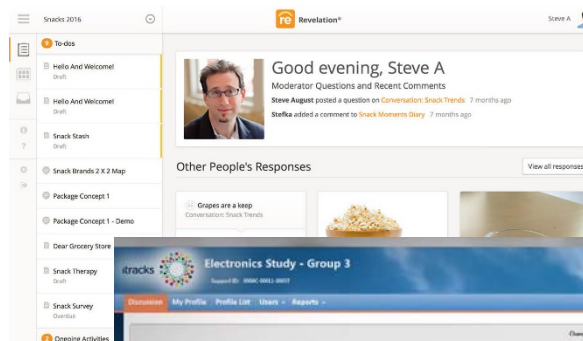 Snacks 2016
re Revelation®
Steve A
9 To-dos
Hello And Welcome!
Draft
Hello And Welcome!
Draft
Snack Stash
Draft
Snack Brands 2 X 2 Map
Package Concept 1
Package Concept 1 - Demo
Dear Grocery Store
Snack Therapy
Draft
Snack Survey
Overdue
Ongoing Activities
Good evening, Steve A
Moderator Questions and Recent Comments
Steve August posted a question on Conversation: Snack Trends 7 months ago
Stefka added a comment to Snack Moments Diary 7 months ago
Other People's Responses
View all responses
Grapes are a keep
Conversation: Snack Trends
itracks
Electronics Study - Group 3
Support ID:
Discussion My Profile Profile List Users Reports